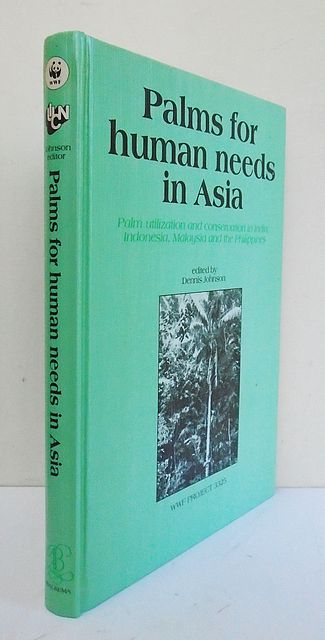 WWF
IUCN
Johnson
editor
Palms for human needs in Asia
BALKEMA
Palms for
human needs
in Asia
Palm utilization and conservation in India,
Indonesia, Malaysia and the Philippines
edited by
Dennis Johnson
WWF PROJECT 3325